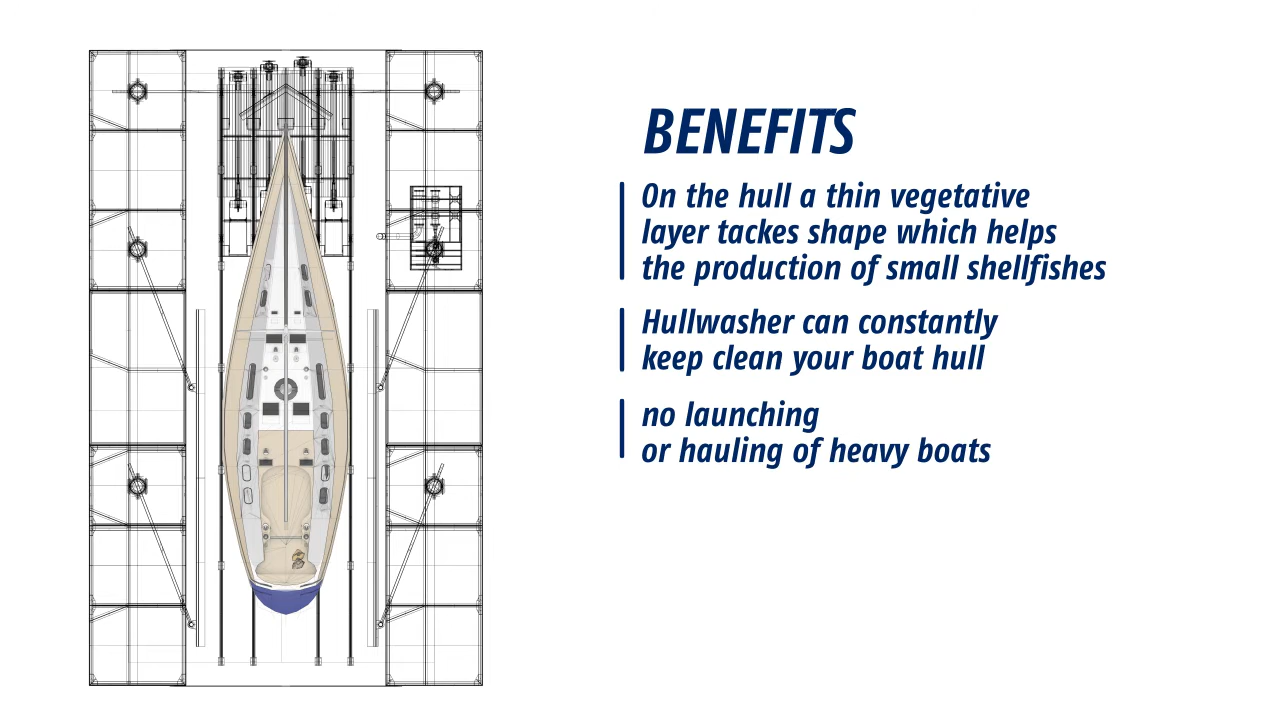 BENEFITS
On the hull a thin vegetative
layer tackes shape which helps
the production of small shellfishes
Hullwasher can constantly
keep clean your boat hull
no launching
or hauling of heavy boats